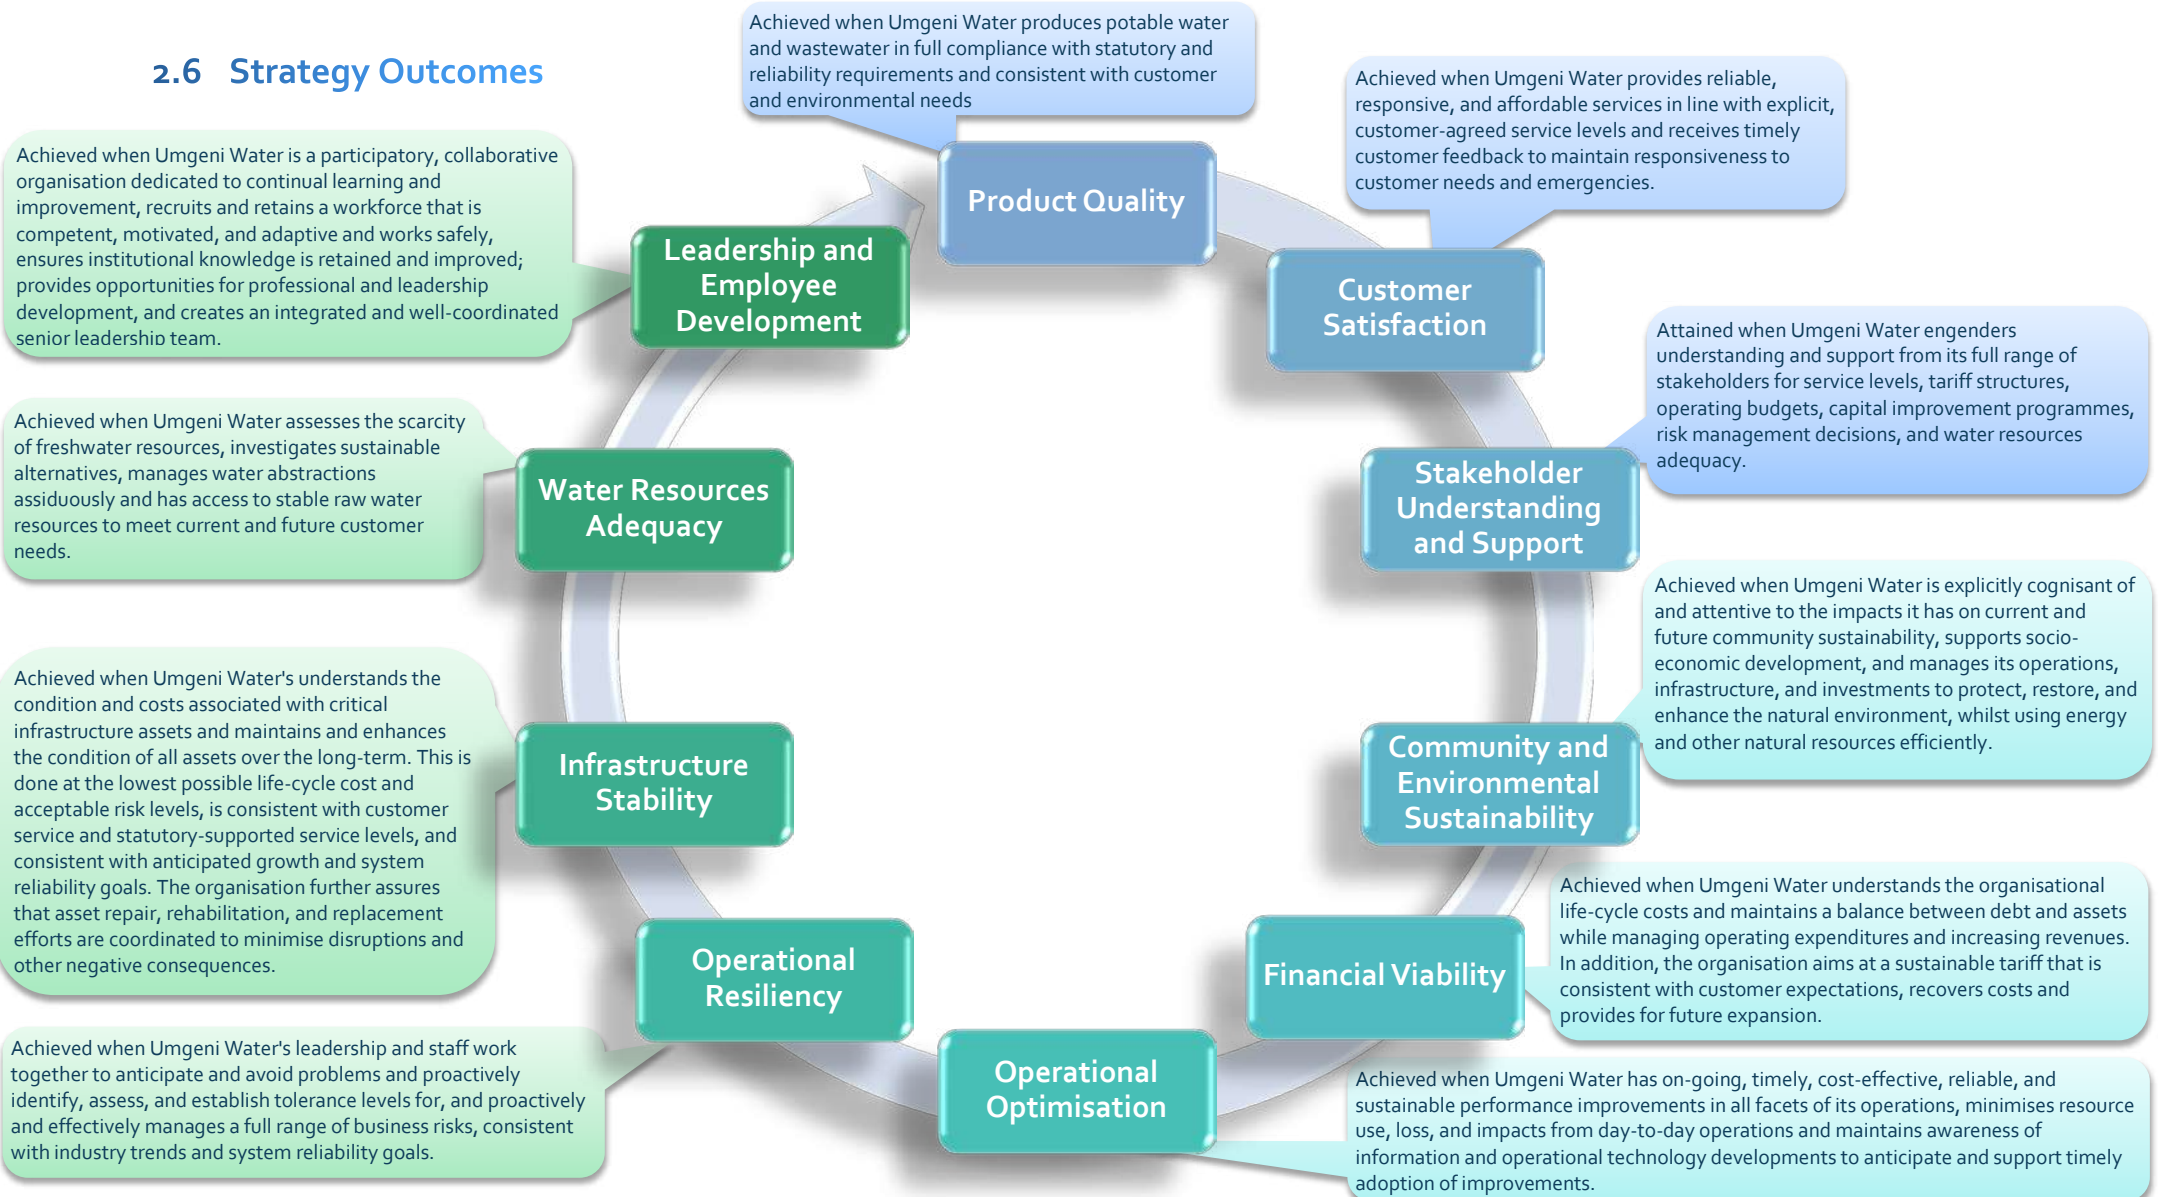 2.6 Strategy Outcomes
Achieved when Umgeni Water produces potable water
and wastewater in full compliance with statutory and
reliability requirements and consistent with customer
and environmental needs
Product Quality
Achieved when Umgeni Water provides reliable,
responsive, and affordable services in line with explicit,
customer-agreed service levels and receives timely
customer feedback to maintain responsiveness to
customer needs and emergencies.
Customer
Satisfaction
Attained when Umgeni Water engenders
understanding and support from its full range of
stakeholders for service levels, tariff structures,
operating budgets, capital improvement programmes,
risk management decisions, and water resources
adequacy.
Stakeholder
Understanding
and Support
Achieved when Umgeni Water is explicitly cognisant of
and attentive to the impacts it has on current and
future community sustainability, supports socio-
economic development, and manages its operations,
infrastructure, and investments to protect, restore, and
enhance the natural environment, whilst using energy
and other natural resources efficiently.
Community and
Environmental
Sustainability
Achieved when Umgeni Water understands the organisational
life-cycle costs and maintains a balance between debt and assets
while managing operating expenditures and increasing revenues.
In addition, the organisation aims at a sustainable tariff that is
consistent with customer expectations, recovers costs and
provides for future expansion.
Financial Viability
Achieved when Umgeni Water has on-going, timely, cost-effective, reliable, and
sustainable performance improvements in all facets of its operations, minimises resource
use, loss, and impacts from day-to-day operations and maintains awareness of
information and operational technology developments to anticipate and support timely
adoption of improvements.
Operational
Optimisation
Operational
Resiliency
Achieved when Umgeni Water's leadership and staff work
together to anticipate and avoid problems and proactively
identify, assess, and establish tolerance levels for, and proactively
and effectively manages a full range of business risks, consistent
with industry trends and system reliability goals.
Infrastructure
Stability
Achieved when Umgeni Water's understands the
condition and costs associated with critical
infrastructure assets and maintains and enhances
the condition of all assets over the long-term. This is
done at the lowest possible life-cycle cost and
acceptable risk levels, is consistent with customer
service and statutory-supported service levels, and
consistent with anticipated growth and system
reliability goals. The organisation further assures
that asset repair, rehabilitation, and replacement
efforts are coordinated to minimise disruptions and
other negative consequences.
Water Resources
Adequacy
Achieved when Umgeni Water assesses the scarcity
of freshwater resources, investigates sustainable
alternatives, manages water abstractions
assiduously and has access to stable raw water
resources to meet current and future customer
needs.
Leadership and
Employee
Development
Achieved when Umgeni Water is a participatory, collaborative
organisation dedicated to continual learning and
improvement, recruits and retains a workforce that is
competent, motivated, and adaptive and works safely,
ensures institutional knowledge is retained and improved;
provides opportunities for professional and leadership
development, and creates an integrated and well-coordinated
senior leadership team.